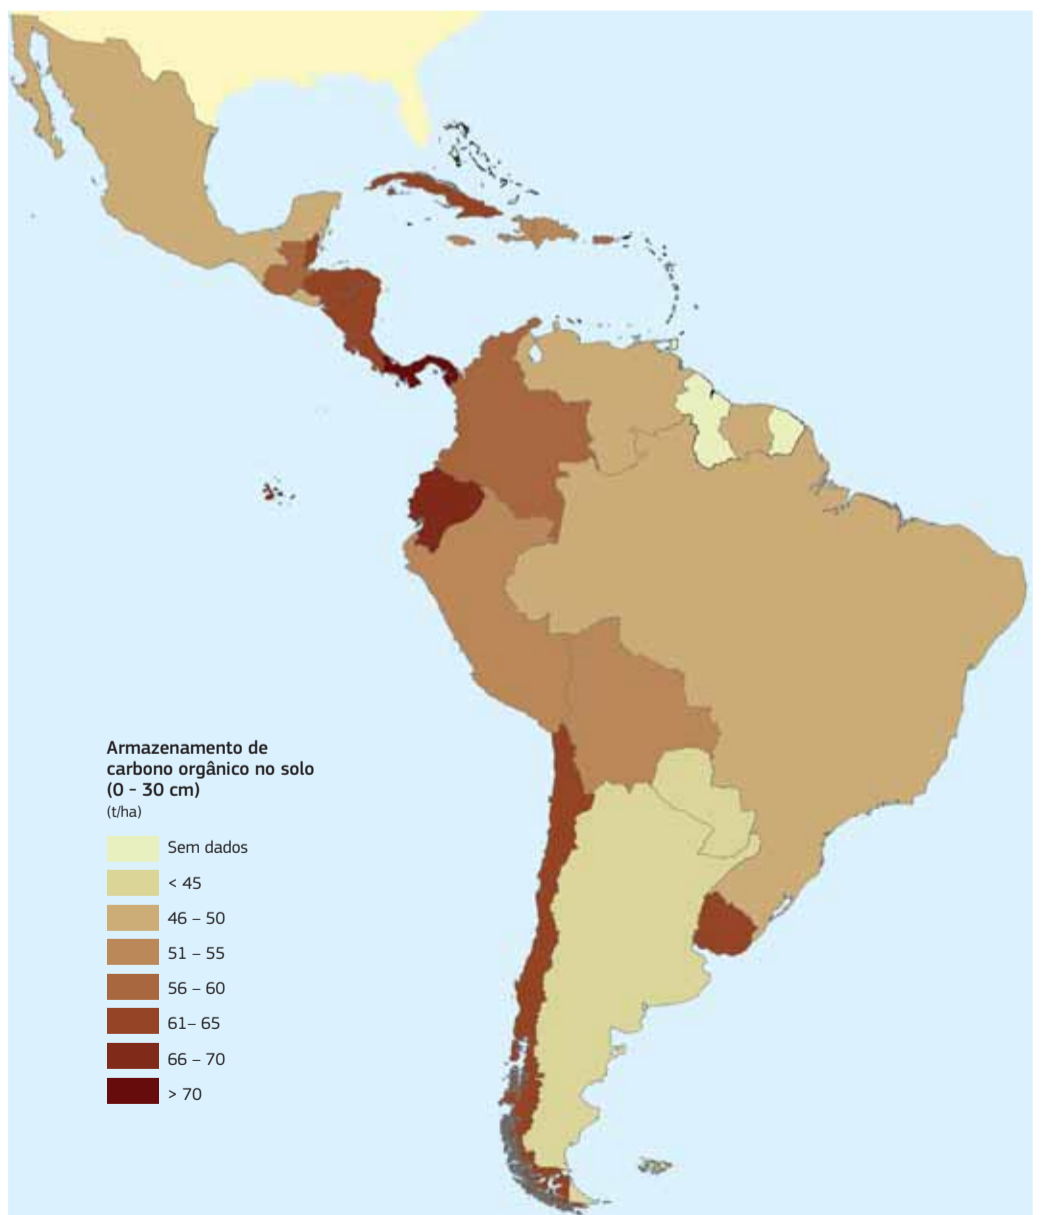 Armazenamento de
carbono orgânico no solo
(0 - 30 cm)
(t/ha)
Sem dados
< 45
46 – 50
51 – 55
56 – 60
61– 65
66 – 70
> 70